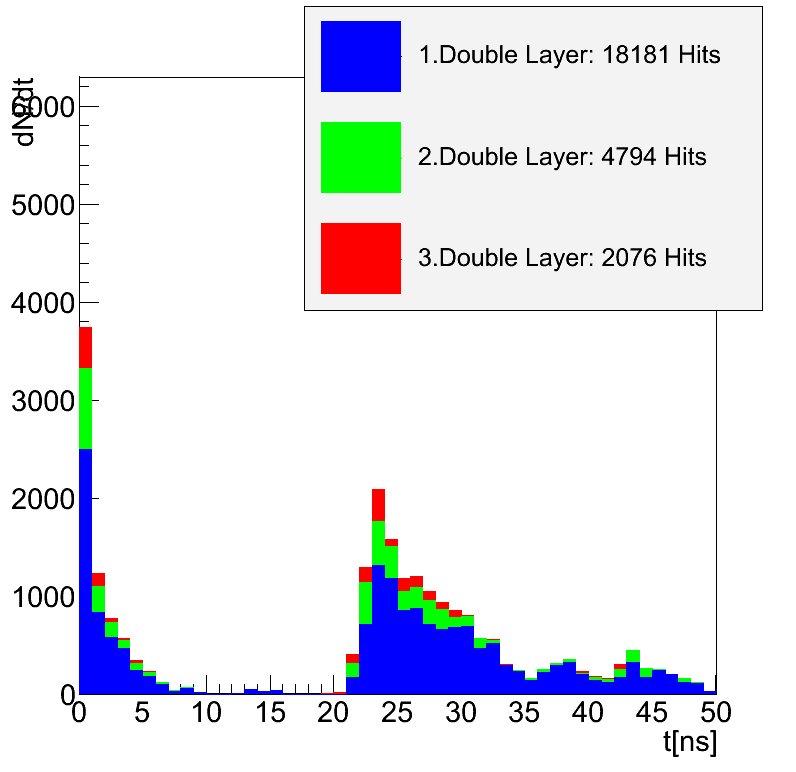 1.Double Layer: 18181 Hits
2.Double Layer: 4794 Hits
3.Double Layer: 2076 Hits
dN/dt
6000
5000
4000
3000
2000
1000
0
0 5 10 15 20 25 30 35 40 45 50
t[ns]